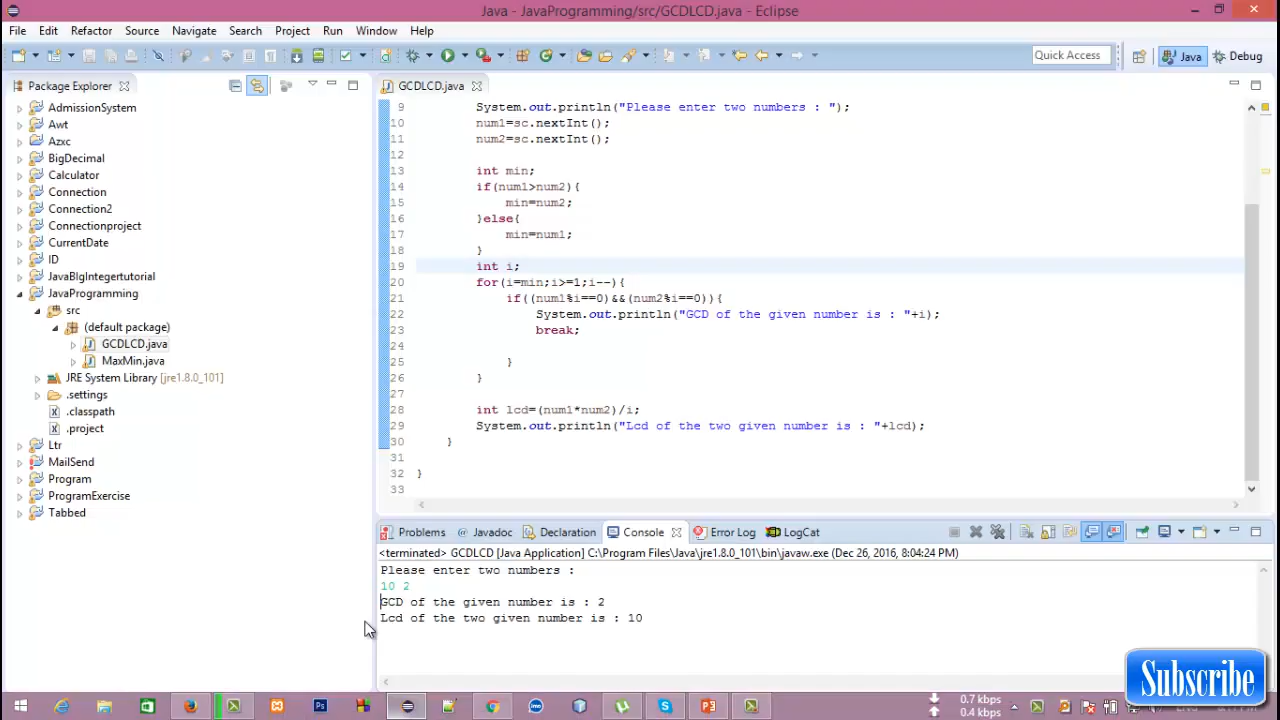 Java - JavaProgramming/src/GCDLCD.java - Eclipse
File Edit Refactor Source Navigate Search Project Run Window Help
Quick Access
Java
Debug
Package Explorer
AdmissionSystem
Awt
Azxc
BigDecimal
Calculator
Connection
Connection2
Connectionproject
CurrentDate
ID
JavaBigIntegertutorial
JavaProgramming
src
(default package)
GCDLCD.java
MaxMin.java
JRE System Library [jre1.8.0_101]
.settings
.classpath
.project
Ltr
MailSend
Program
ProgramExercise
Tabbed
GCDLCD.java
9 System.out.println("Please enter two numbers : ");
10 num1=sc.nextInt();
11 num2=sc.nextInt();
12
13 int min;
14 if(num1>num2){
15 min=num2;
16 }else{
17 min=num1;
18 }
19 int i;
20 for(i=min;i>=1;i--){
21 if((num1%i==0)&&(num2%i==0)){
22 System.out.println("GCD of the given number is : "+i);
23 break;
24
25 }
26 }
27
28 int lcd=(num1*num2)/i;
29 System.out.println("Lcd of the two given number is : "+lcd);
30 }
31
32 }
33
Problems @ Javadoc Declaration Console Error Log LogCat
<terminated> GCDLCD [Java Application] C:\Program Files\Java\jre1.8.0_101\bin\javaw.exe (Dec 26, 2016, 8:04:24 PM)
Please enter two numbers :
10 2
GCD of the given number is : 2
Lcd of the two given number is : 10
Subscribe
0.7 kbps
0.4 kbps